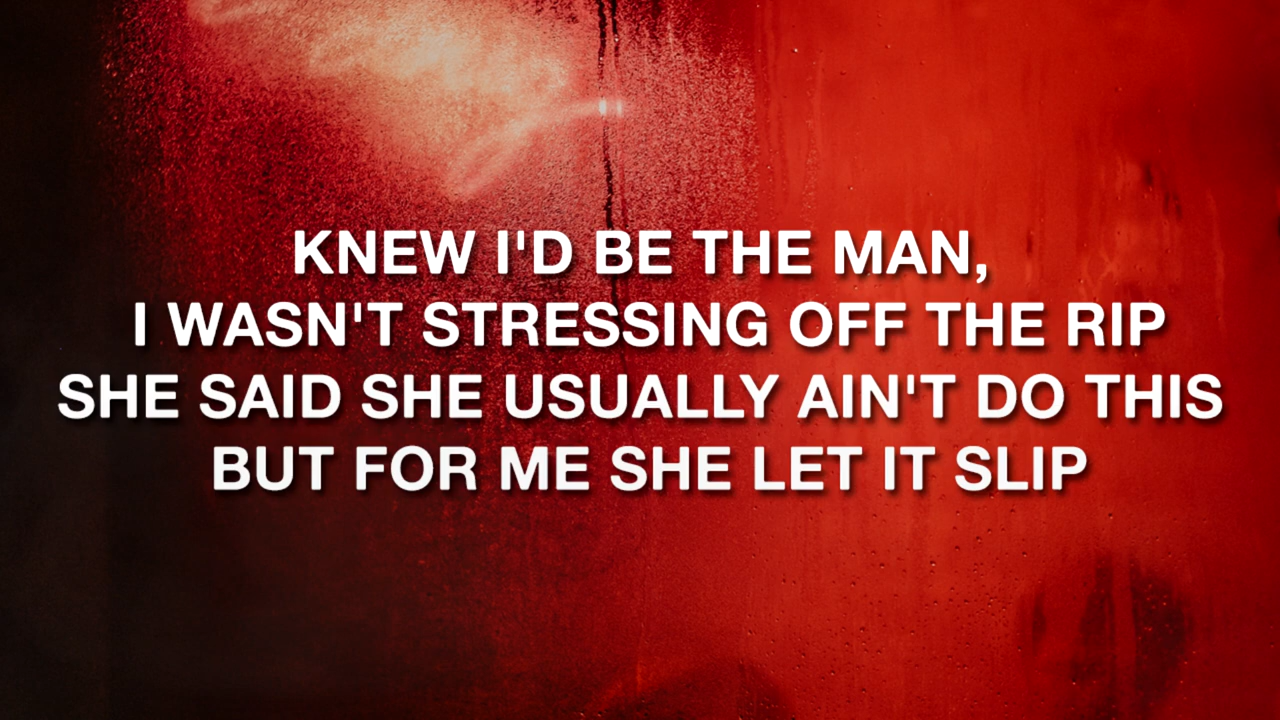 KNEW I'D BE THE MAN,
I WASN'T STRESSING OFF THE RIP
SHE SAID SHE USUALLY AIN'T DO THIS
BUT FOR ME SHE LET IT SLIP